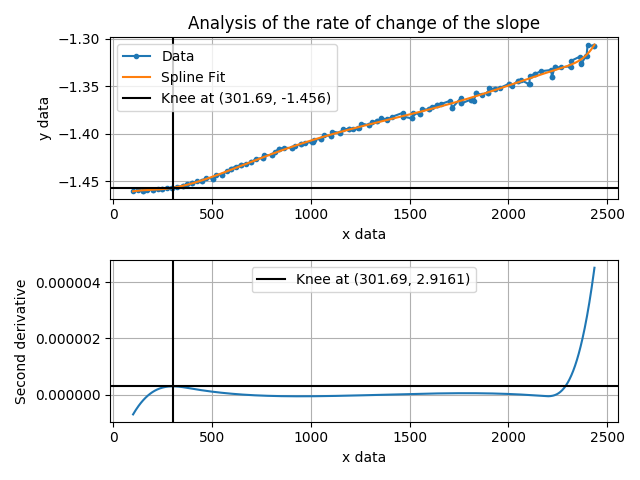 Analysis of the rate of change of the slope
−1.30
−1.35
−1.40
−1.45
y data
Data
Spline Fit
Knee at (301.69, -1.456)
0 500 1000 1500 2000 2500
x data
0.000004
0.000002
0.000000
Second derivative
Knee at (301.69, 2.9161)
0 500 1000 1500 2000 2500
x data